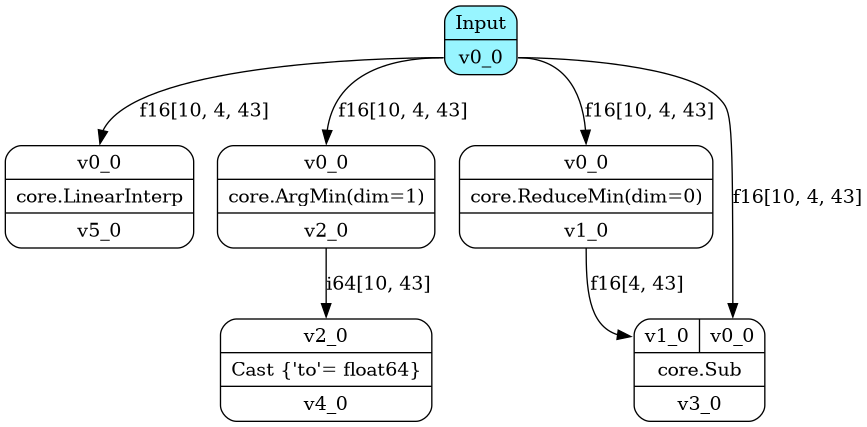 Input
v0_0
f16[10, 4, 43]
f16[10, 4, 43]
f16[10, 4, 43]
f16[10, 4, 43]
v0_0
core.LinearInterp
v5_0
v0_0
core.ArgMin(dim=1)
v2_0
v0_0
core.ReduceMin(dim=0)
v1_0
i64[10, 43]
f16[4, 43]
v2_0
Cast {'to'= float64}
v4_0
v1_0 v0_0
core.Sub
v3_0